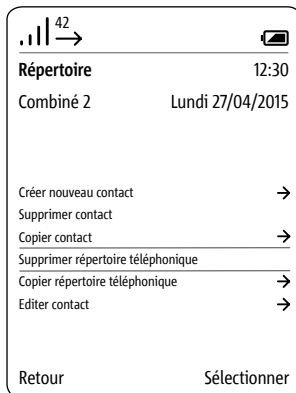 42
Répertoire 12:30
Combiné 2 Lundi 27/04/2015
Créer nouveau contact
Supprimer contact
Copier contact
Supprimer répertoire téléphonique
Copier répertoire téléphonique
Editer contact
Retour Sélectionner